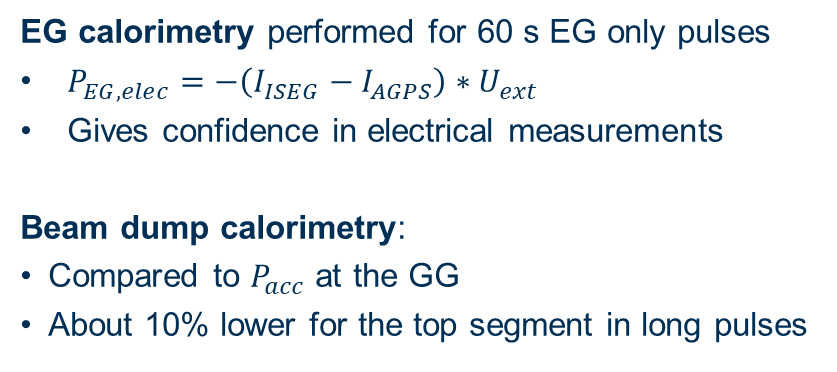 EG calorimetry performed for 60 s EG only pulses
• P_{EG,elec} = −(I_{ISEG} − I_{AGPS}) * U_{ext}
• Gives confidence in electrical measurements
Beam dump calorimetry:
• Compared to P_{acc} at the GG
• About 10% lower for the top segment in long pulses